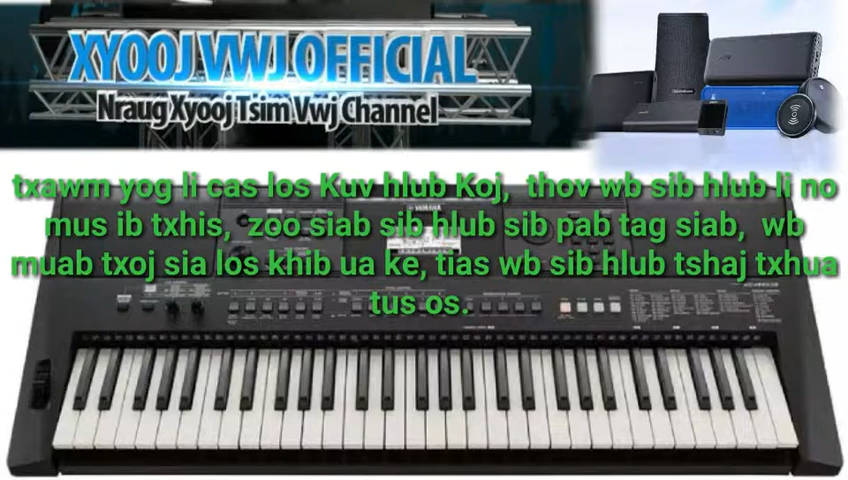 XYOOJ VWJ OFFICIAL
Nraug Xyooj Tsim Vwj Channel
txawm yog li cas los Kuv hlub Koj, thov wb sib hlub li no
mus ib txhis, zoo siab sib hlub sib pab tag siab, wb
muab txoj sia los khib ua ke, tias wb sib hlub tshaj txhua
tus os.
YAMAHA